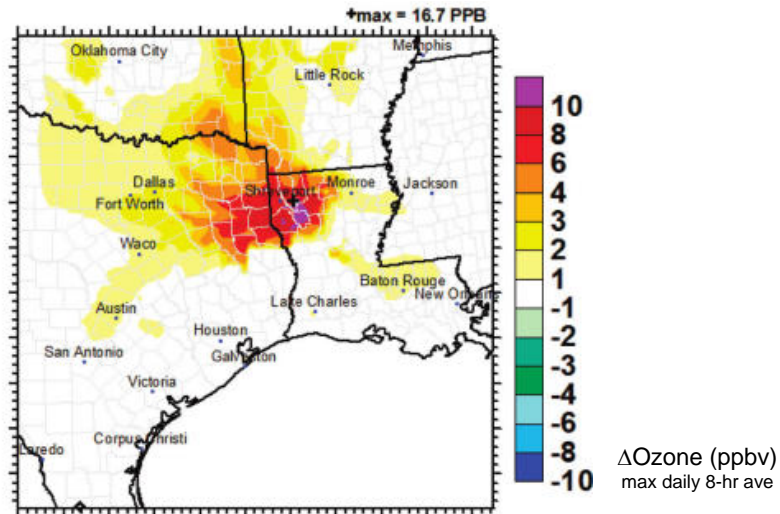 +max = 16.7 PPB
Oklahoma City
Memphis
Little Rock
Dallas
Fort Worth
Shreveport
Monroe
Jackson
Waco
Baton Rouge
New Orleans
Austin
Lake Charles
Houston
San Antonio
Galveston
Victoria
Corpus Christi
Laredo
10
8
6
4
3
2
1
-1
-2
-3
-4
-6
-8
-10
ΔOzone (ppbv)
max daily 8-hr ave